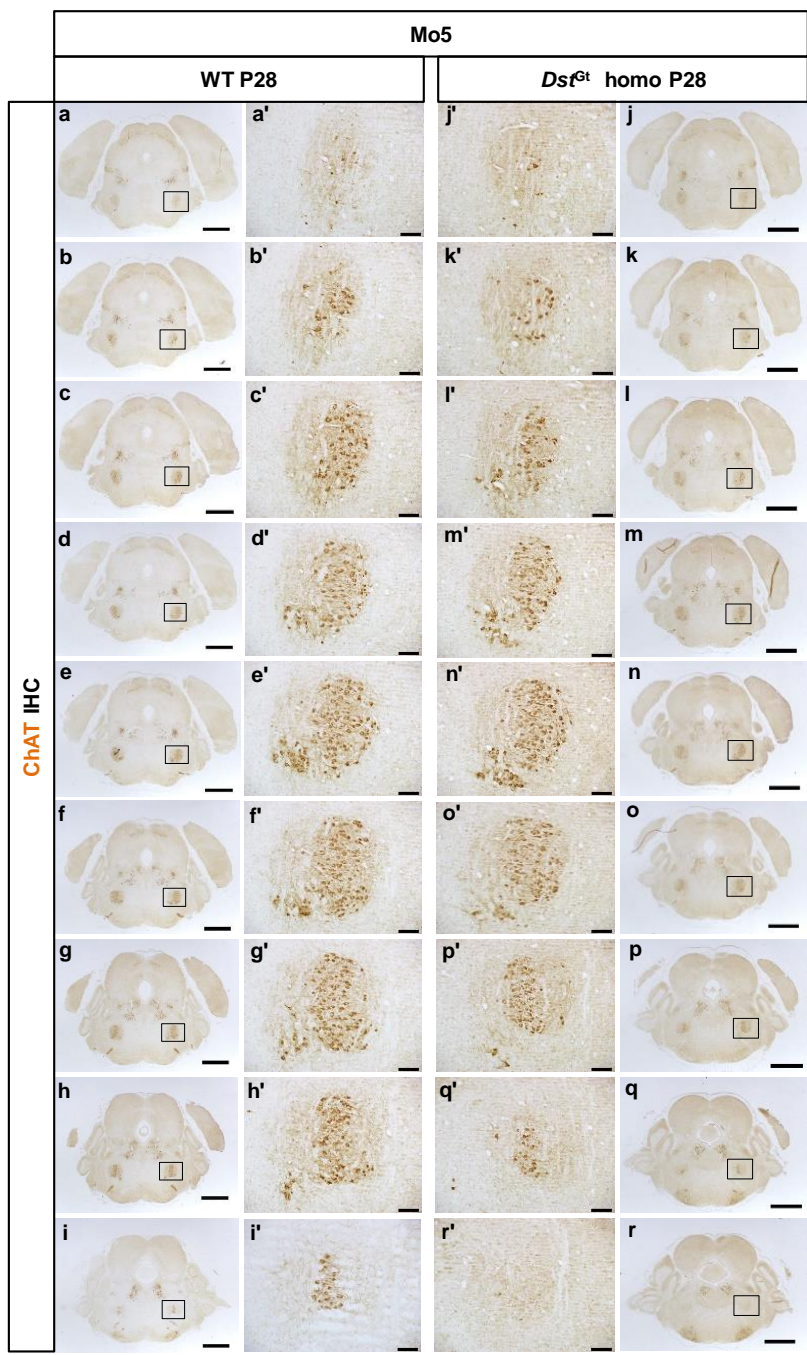 Mo5
WT P28
Dstᴳᵗ homo P28
ChAT IHC
a a' j' j
b b' k' k
c c' l' l
d d' m' m
e e' n' n
f f' o' o
g g' p' p
h h' q' q
i i' r' r